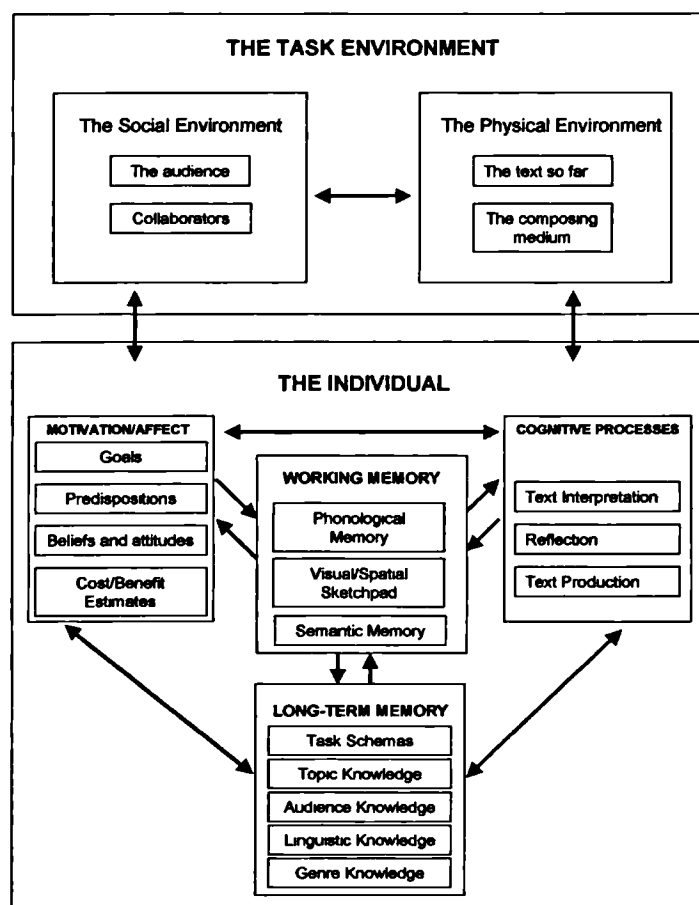 THE TASK ENVIRONMENT
The Social Environment
The audience
Collaborators
The Physical Environment
The text so far
The composing
medium
THE INDIVIDUAL
MOTIVATION/AFFECT
Goals
Predispositions
Beliefs and attitudes
Cost/Benefit
Estimates
WORKING MEMORY
Phonological
Memory
Visual/Spatial
Sketchpad
Semantic Memory
COGNITIVE PROCESSES
Text Interpretation
Reflection
Text Production
LONG-TERM MEMORY
Task Schemas
Topic Knowledge
Audience Knowledge
Linguistic Knowledge
Genre Knowledge